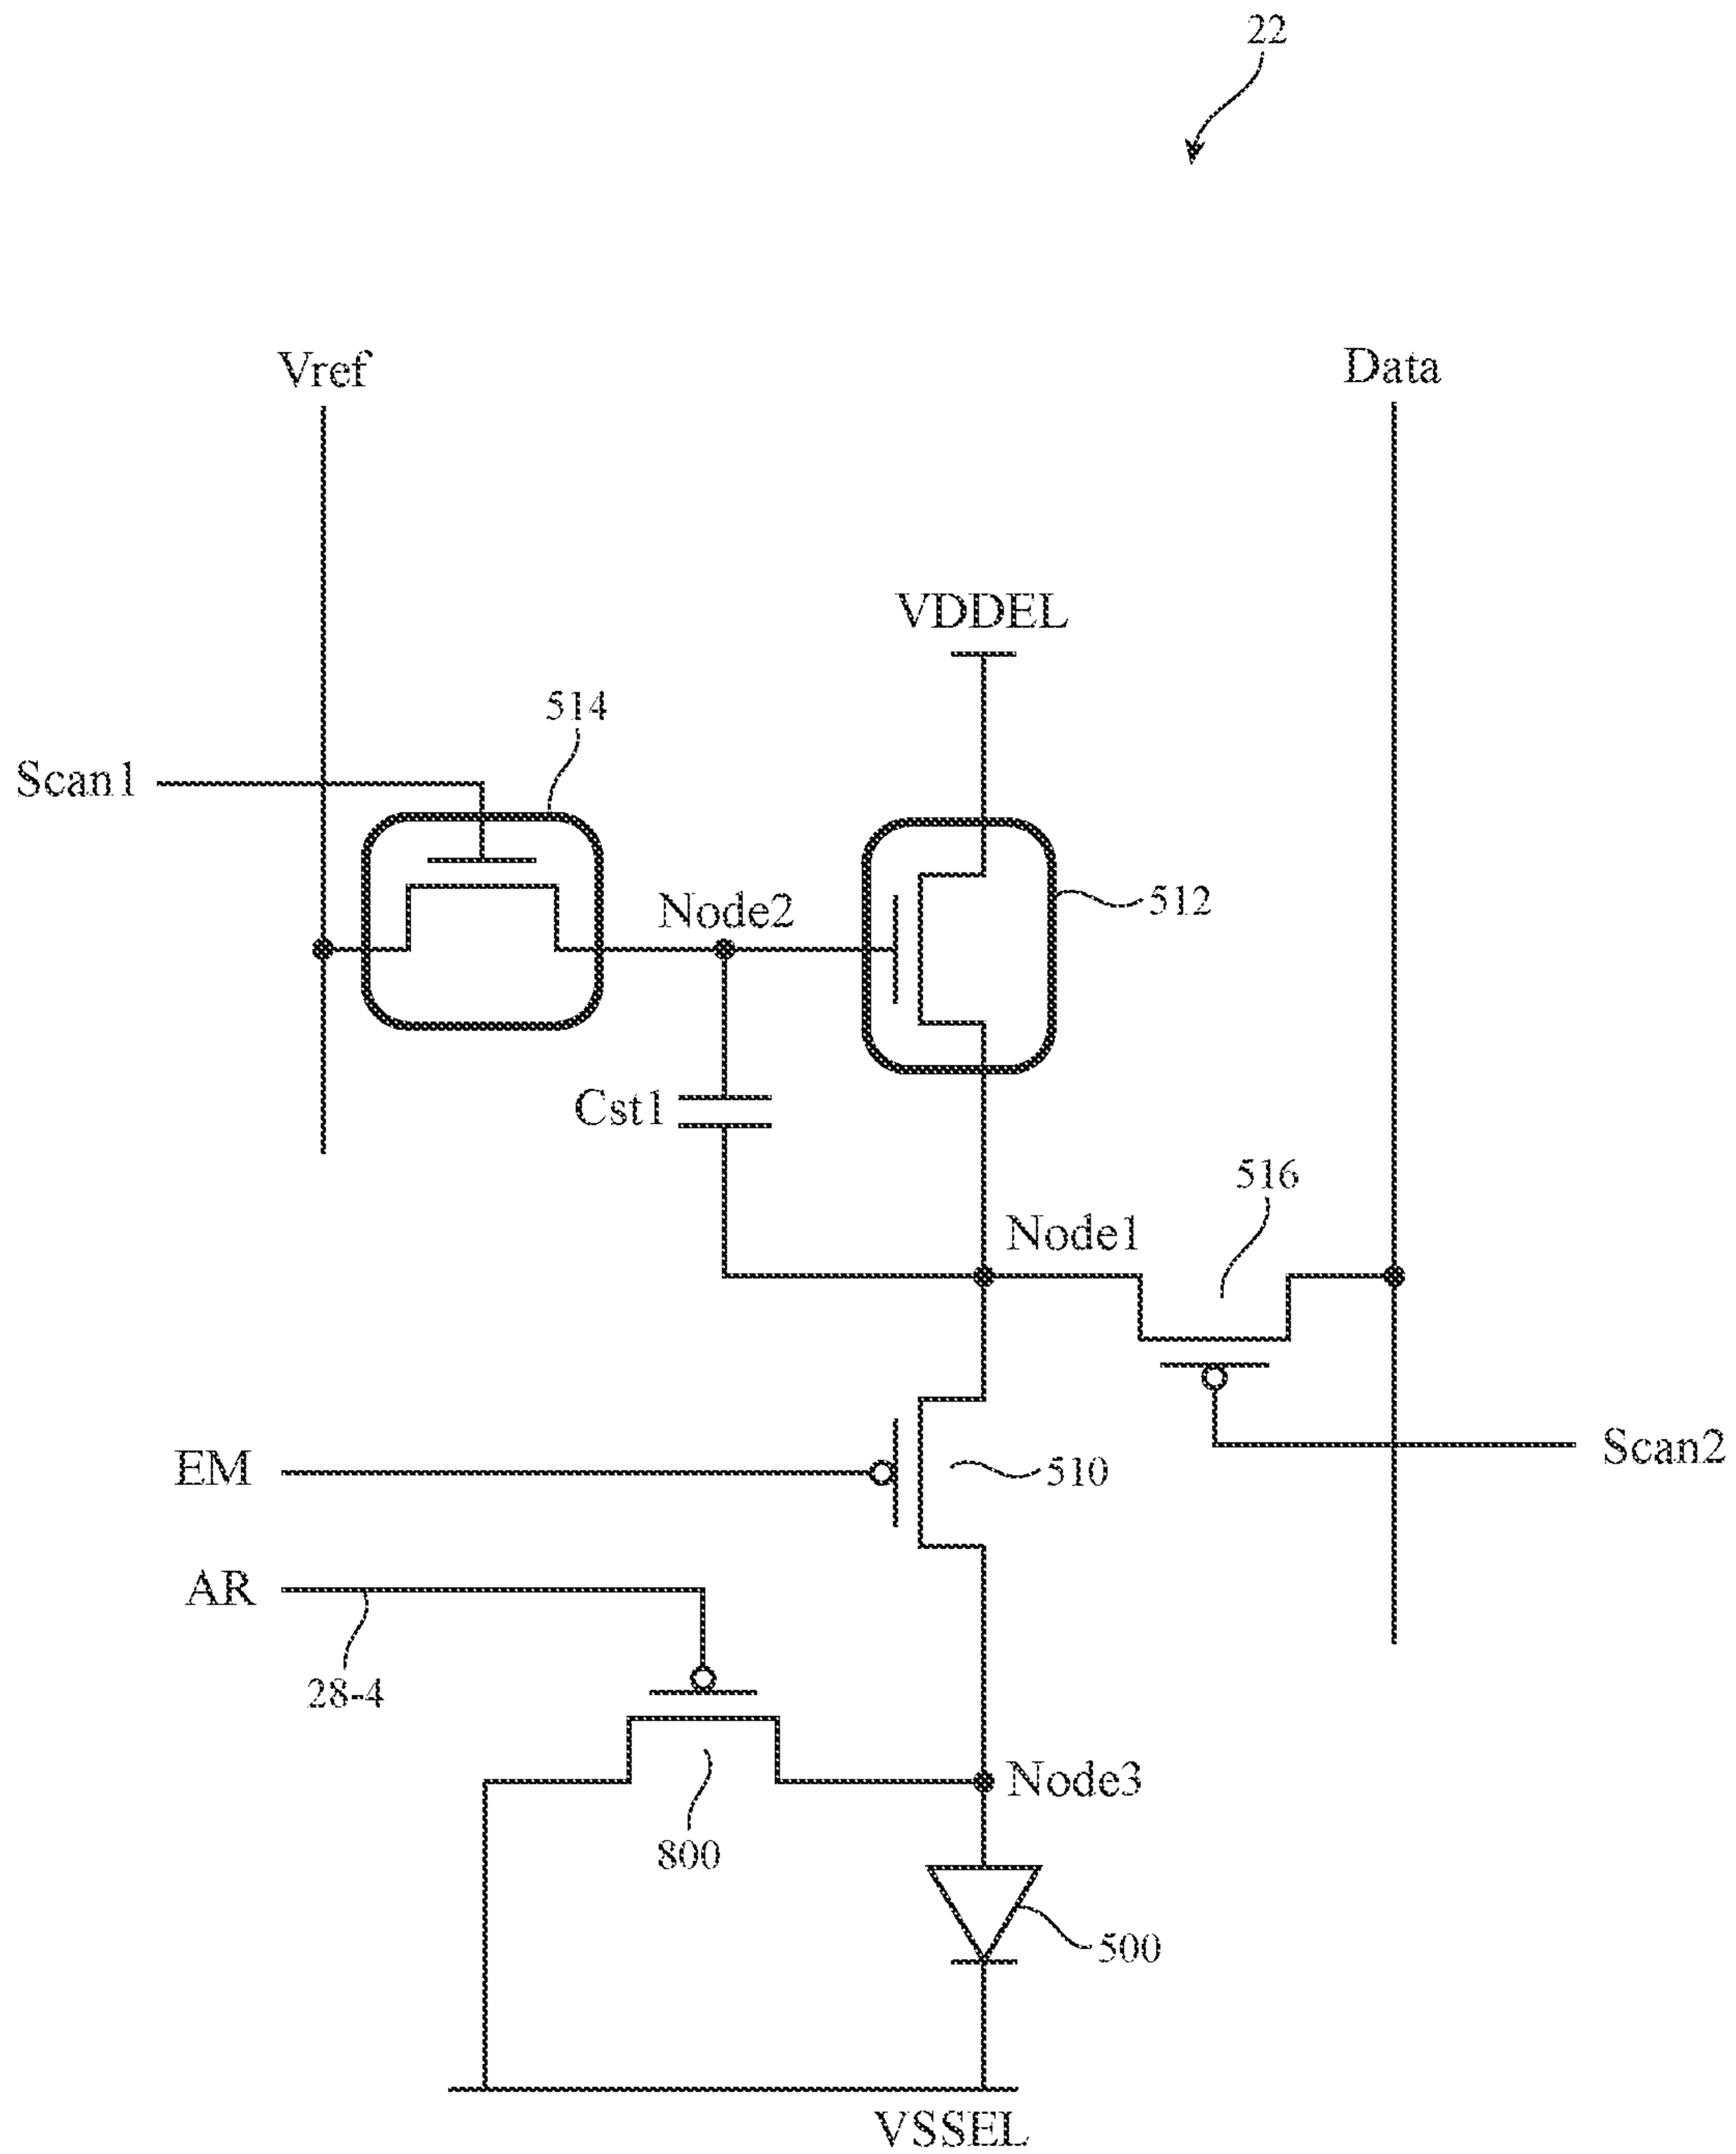 22
Vref
Data
VDDEL
514
Scan1
512
Node2
Cst1
516
Node1
Scan2
EM
510
AR
28-4
Node3
800
500
VSSEL